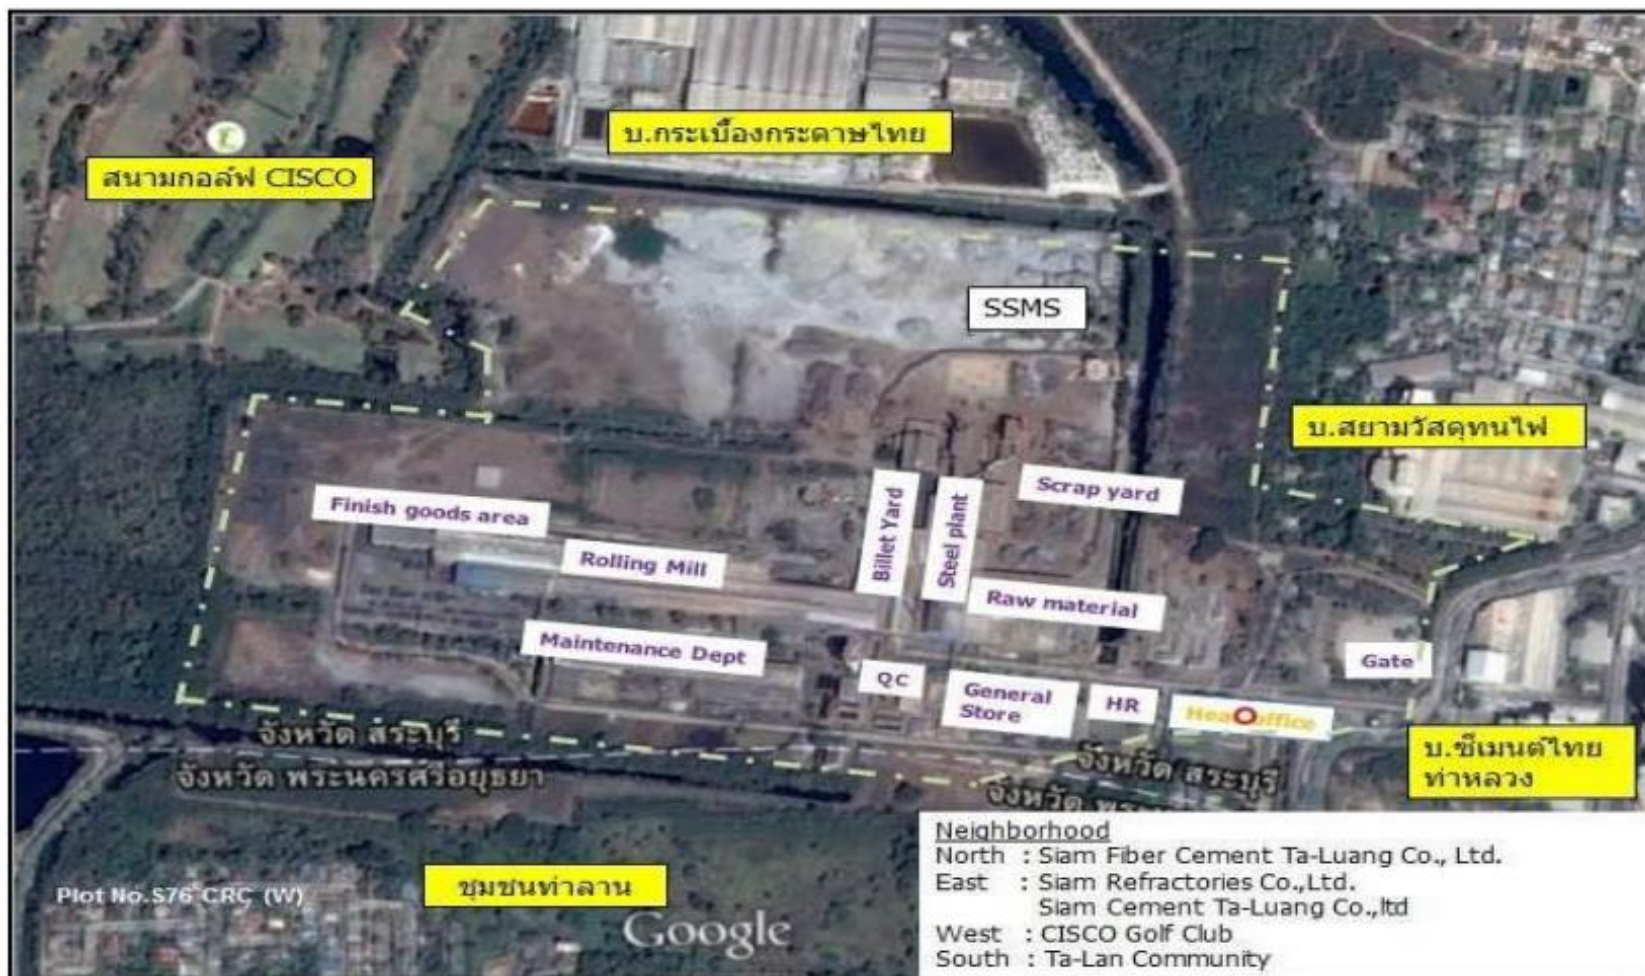 บ.กระเบื้องกระดาษไทย
สนามกอล์ฟ CISCO
SSMS
บ.สยามวัสดุทนไฟ
Scrap yard
Finish goods area
Billet Yard
Steel plant
Rolling Mill
Raw material
Maintenance Dept
Gate
QC
General
Store
HR
Head office
จังหวัด สระบุรี
จังหวัด พระนครศรีอยุธยา
จังหวัด สระบุรี
จังหวัด
บ.ซีเมนต์ไทย
ท่าหลวง
Neighborhood
North : Siam Fiber Cement Ta-Luang Co., Ltd.
East : Siam Refractories Co.,Ltd.
Siam Cement Ta-Luang Co.,ltd
West : CISCO Golf Club
South : Ta-Lan Community
ชุมชนท่าลาน
Plot No.S76 CRC (W)
Google